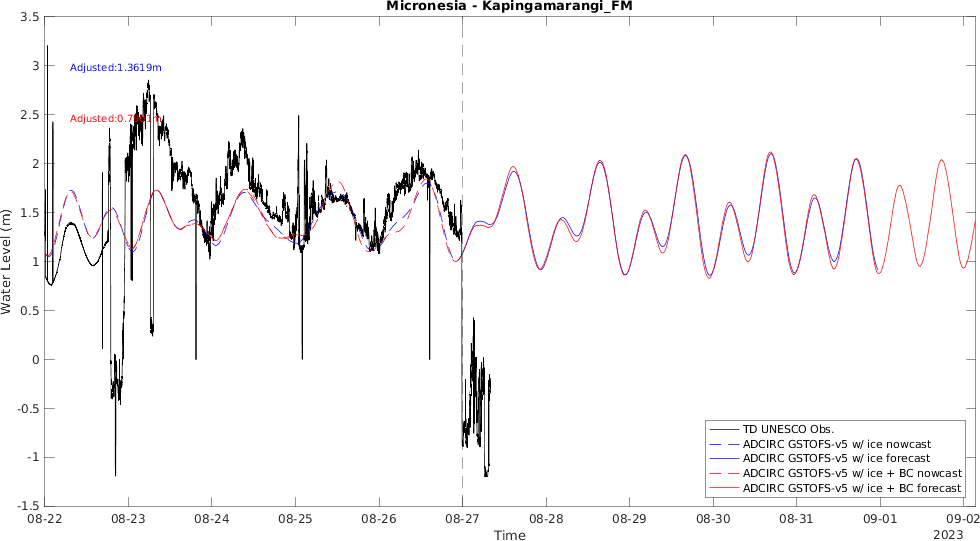 Micronesia - Kapingamarangi_FM
Water Level (m)
3.5
3
2.5
2
1.5
1
0.5
0
-0.5
-1
-1.5
Adjusted:1.3619m
TD UNESCO Obs.
ADCIRC GSTOFS-v5 w/ ice nowcast
ADCIRC GSTOFS-v5 w/ ice forecast
ADCIRC GSTOFS-v5 w/ ice + BC nowcast
ADCIRC GSTOFS-v5 w/ ice + BC forecast
08-22 08-23 08-24 08-25 08-26 08-27 08-28 08-29 08-30 08-31 09-01 09-02
Time
2023